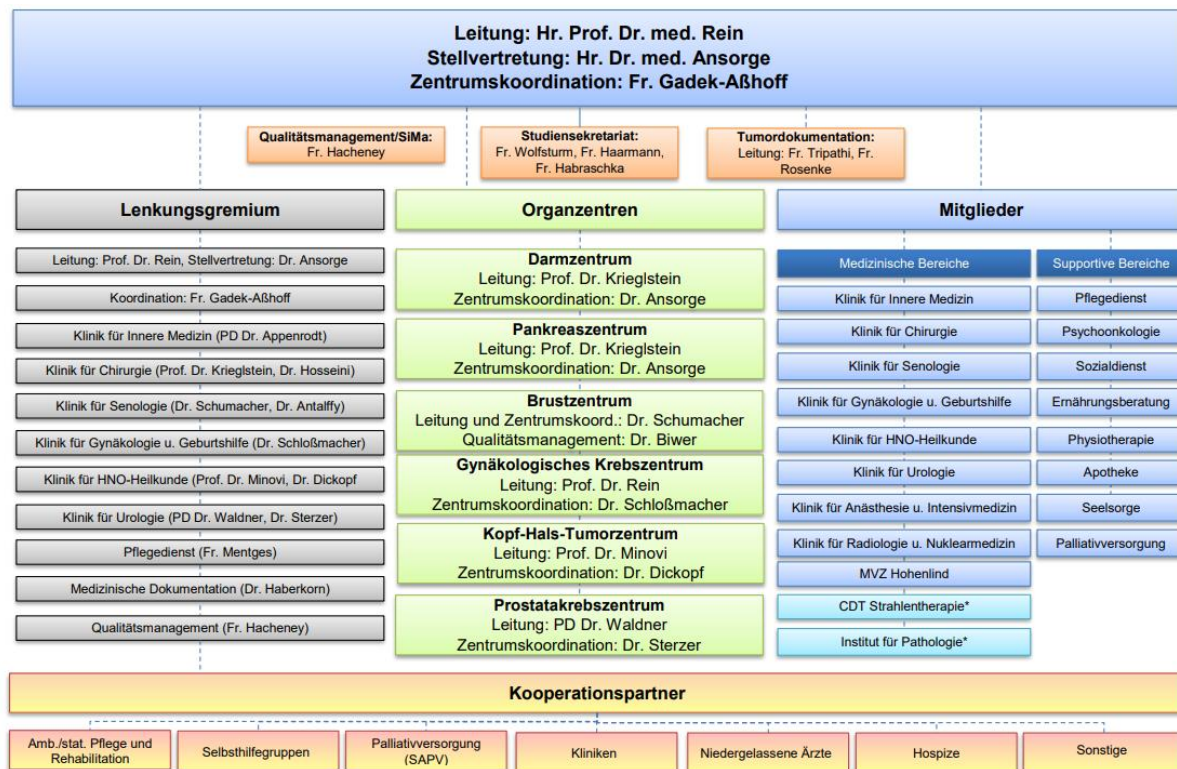 Leitung: Hr. Prof. Dr. med. Rein
Stellvertretung: Hr. Dr. med. Ansorge
Zentrumskoordination: Fr. Gadek-Aßhoff
Qualitätsmanagement/SiMa:
Fr. Hacheney
Studiensekretariat:
Fr. Wolfsturm, Fr. Haarmann,
Fr. Habraschka
Tumordokumentation:
Leitung: Fr. Tripathi, Fr.
Rosenke
Lenkungsgremium
Leitung: Prof. Dr. Rein, Stellvertretung: Dr. Ansorge
Koordination: Fr. Gadek-Aßhoff
Klinik für Innere Medizin (PD Dr. Appenrodt)
Klinik für Chirurgie (Prof. Dr. Krieglstein, Dr. Hosseini)
Klinik für Senologie (Dr. Schumacher, Dr. Antalffy)
Klinik für Gynäkologie u. Geburtshilfe (Dr. Schloßmacher)
Klinik für HNO-Heilkunde (Prof. Dr. Minovi, Dr. Dickopf
Klinik für Urologie (PD Dr. Waldner, Dr. Sterzer)
Pflegedienst (Fr. Mentges)
Medizinische Dokumentation (Dr. Haberkorn)
Qualitätsmanagement (Fr. Hacheney)
Organzentren
Darmzentrum
Leitung: Prof. Dr. Krieglstein
Zentrumskoordination: Dr. Ansorge
Pankreaszentrum
Leitung: Prof. Dr. Krieglstein
Zentrumskoordination: Dr. Ansorge
Brustzentrum
Leitung und Zentrumskoord.: Dr. Schumacher
Qualitätsmanagement: Dr. Biwer
Gynäkologisches Krebszentrum
Leitung: Prof. Dr. Rein
Zentrumskoordination: Dr. Schloßmacher
Kopf-Hals-Tumorzentrum
Leitung: Prof. Dr. Minovi
Zentrumskoordination: Dr. Dickopf
Prostatakrebszentrum
Leitung: PD Dr. Waldner
Zentrumskoordination: Dr. Sterzer
Mitglieder
Medizinische Bereiche
Klinik für Innere Medizin
Klinik für Chirurgie
Klinik für Senologie
Klinik für Gynäkologie u. Geburtshilfe
Klinik für HNO-Heilkunde
Klinik für Urologie
Klinik für Anästhesie u. Intensivmedizin
Klinik für Radiologie u. Nuklearmedizin
MVZ Hohenlind
CDT Strahlentherapie*
Institut für Pathologie*
Supportive Bereiche
Pflegedienst
Psychoonkologie
Sozialdienst
Ernährungsberatung
Physiotherapie
Apotheke
Seelsorge
Palliativversorgung
Kooperationspartner
Amb./stat. Pflege und
Rehabilitation
Selbsthilfegruppen
Palliativversorgung
(SAPV)
Kliniken
Niedergelassene Ärzte
Hospize
Sonstige